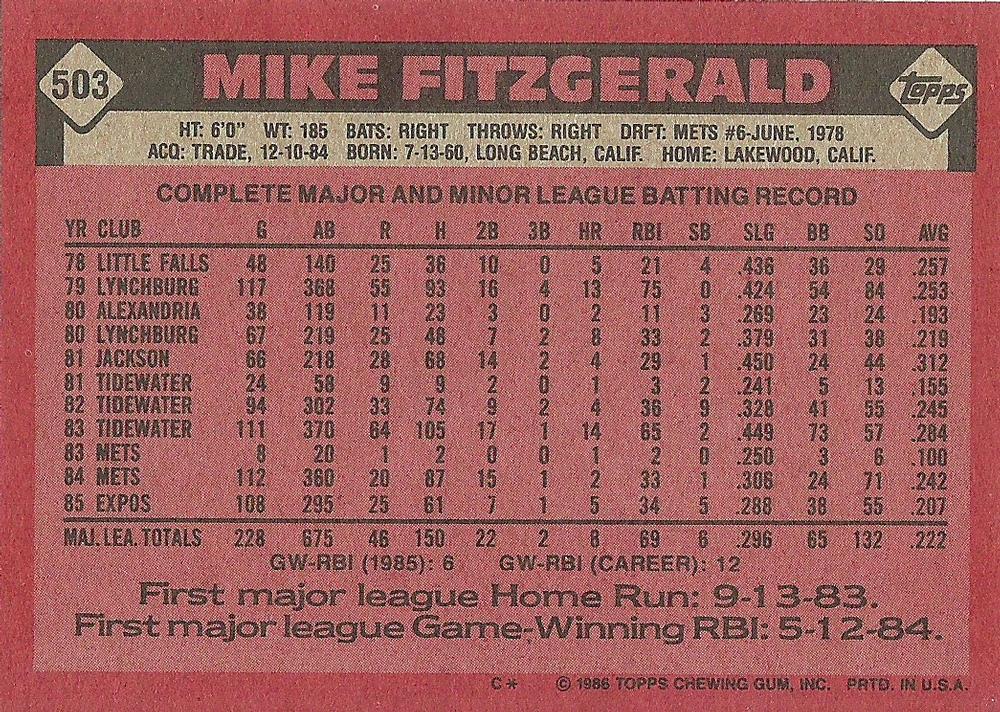 503 MIKE FITZGERALD topps
HT: 6'0" WT: 185 BATS: RIGHT THROWS: RIGHT DRFT: METS #6-JUNE, 1978
ACQ: TRADE, 12-10-84 BORN: 7-13-60, LONG BEACH, CALIF. HOME: LAKEWOOD, CALIF.
COMPLETE MAJOR AND MINOR LEAGUE BATTING RECORD
YR CLUB G AB R H 2B 3B HR RBI SB SLG BB SO AVG
78 LITTLE FALLS 48 140 25 36 10 0 5 21 4 .436 36 29 .257
79 LYNCHBURG 117 368 55 93 16 4 13 75 0 .424 54 84 .253
80 ALEXANDRIA 38 119 11 23 3 0 2 11 3 .269 23 24 .193
80 LYNCHBURG 67 219 25 48 7 2 8 33 2 .379 31 38 .219
81 JACKSON 66 218 28 68 14 2 4 29 1 .450 24 44 .312
81 TIDEWATER 24 58 9 9 2 0 1 3 2 .241 5 13 .155
82 TIDEWATER 94 302 33 74 9 2 4 36 9 .328 41 55 .245
83 TIDEWATER 111 370 64 105 17 1 14 65 2 .449 73 57 .284
83 METS 8 20 1 2 0 0 1 2 0 .250 3 6 .100
84 METS 112 360 20 87 15 1 2 33 1 .306 24 71 .242
85 EXPOS 108 295 25 61 7 1 5 34 5 .288 38 55 .207
MAJ. LEA. TOTALS 228 675 46 150 22 2 8 69 6 .296 65 132 .222
GW-RBI (1985): 6 GW-RBI (CAREER): 12
First major league Home Run: 9-13-83.
First major league Game-Winning RBI: 5-12-84.
C* © 1986 TOPPS CHEWING GUM, INC. PRTD. IN U.S.A.